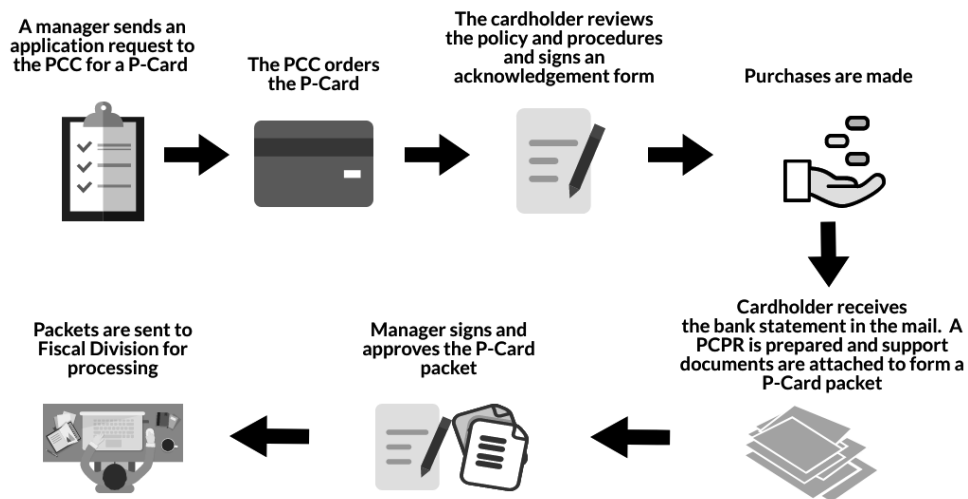 A manager sends an
application request to
the PCC for a P-Card
The PCC orders
the P-Card
The cardholder reviews
the policy and procedures
and signs an
acknowledgement form
Purchases are made
Cardholder receives
the bank statement in the mail. A
PCPR is prepared and support
documents are attached to form a
P-Card packet
Manager signs and
approves the P-Card
packet
Packets are sent to
Fiscal Division for
processing